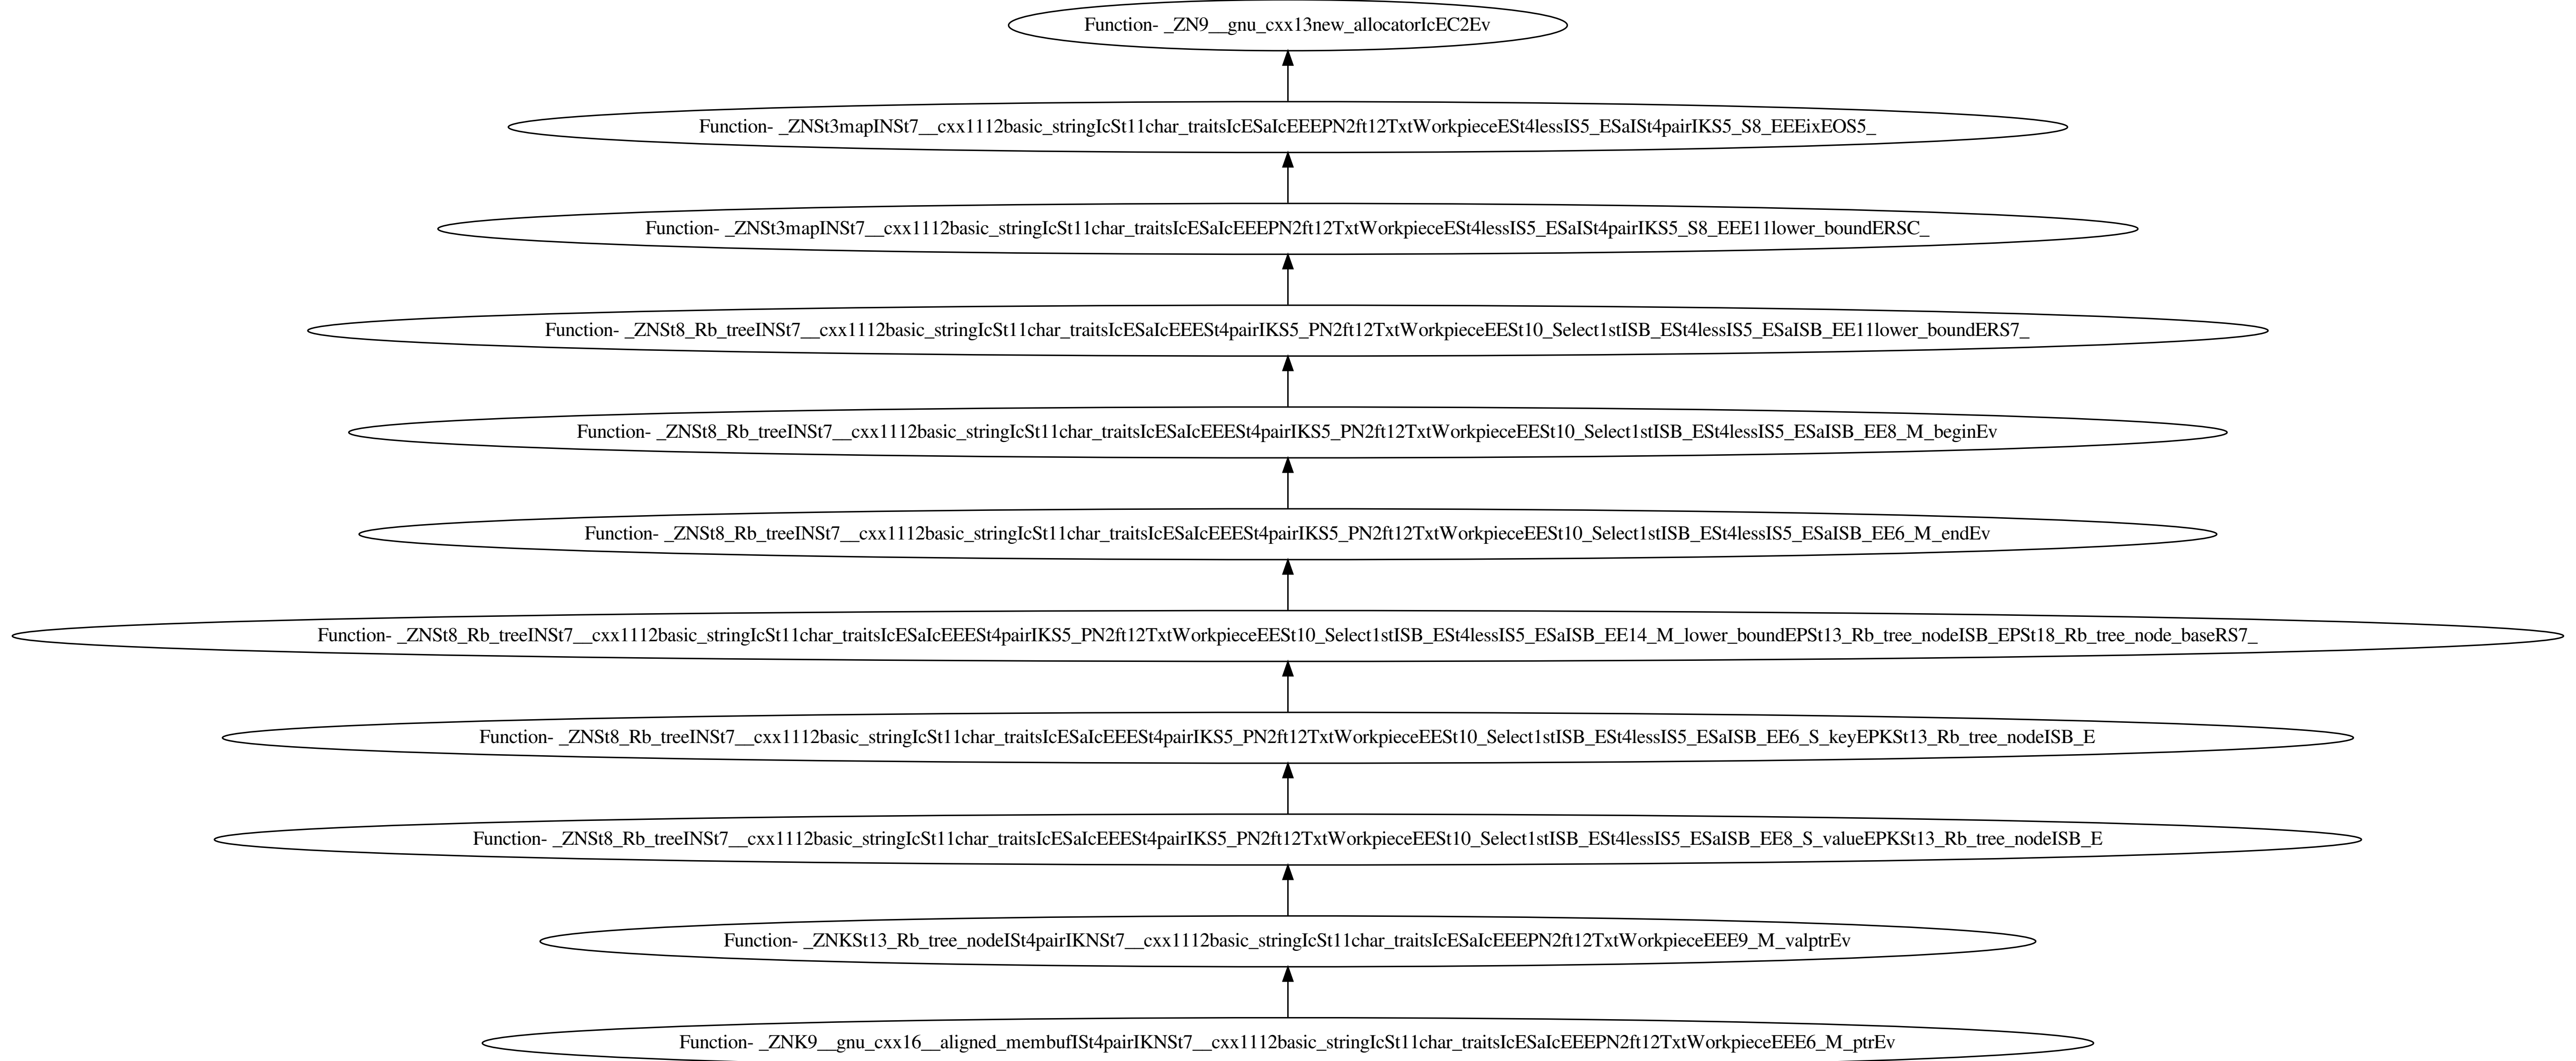 Function- _ZN9__gnu_cxx13new_allocatorIcEC2Ev
Function- _ZNSt3mapINSt7__cxx1112basic_stringIcSt11char_traitsIcESaIcEEEPN2ft12TxtWorkpieceESt4lessIS5_ESaISt4pairIKS5_S8_EEEixEOS5_
Function- _ZNSt3mapINSt7__cxx1112basic_stringIcSt11char_traitsIcESaIcEEEPN2ft12TxtWorkpieceESt4lessIS5_ESaISt4pairIKS5_S8_EEE11lower_boundERSC_
Function- _ZNSt8_Rb_treeINSt7__cxx1112basic_stringIcSt11char_traitsIcESaIcEEESt4pairIKS5_PN2ft12TxtWorkpieceEESt10_Select1stISB_ESt4lessIS5_ESaISB_EE11lower_boundERS7_
Function- _ZNSt8_Rb_treeINSt7__cxx1112basic_stringIcSt11char_traitsIcESaIcEEESt4pairIKS5_PN2ft12TxtWorkpieceEESt10_Select1stISB_ESt4lessIS5_ESaISB_EE8_M_beginEv
Function- _ZNSt8_Rb_treeINSt7__cxx1112basic_stringIcSt11char_traitsIcESaIcEEESt4pairIKS5_PN2ft12TxtWorkpieceEESt10_Select1stISB_ESt4lessIS5_ESaISB_EE6_M_endEv
Function- _ZNSt8_Rb_treeINSt7__cxx1112basic_stringIcSt11char_traitsIcESaIcEEESt4pairIKS5_PN2ft12TxtWorkpieceEESt10_Select1stISB_ESt4lessIS5_ESaISB_EE14_M_lower_boundEPSt13_Rb_tree_nodeISB_EPSt18_Rb_tree_node_baseRS7_
Function- _ZNSt8_Rb_treeINSt7__cxx1112basic_stringIcSt11char_traitsIcESaIcEEESt4pairIKS5_PN2ft12TxtWorkpieceEESt10_Select1stISB_ESt4lessIS5_ESaISB_EE6_S_keyEPKSt13_Rb_tree_nodeISB_E
Function- _ZNSt8_Rb_treeINSt7__cxx1112basic_stringIcSt11char_traitsIcESaIcEEESt4pairIKS5_PN2ft12TxtWorkpieceEESt10_Select1stISB_ESt4lessIS5_ESaISB_EE8_S_valueEPKSt13_Rb_tree_nodeISB_E
Function- _ZNKSt13_Rb_tree_nodeISt4pairIKNSt7__cxx1112basic_stringIcSt11char_traitsIcESaIcEEEPN2ft12TxtWorkpieceEEE9_M_valptrEv
Function- _ZNK9__gnu_cxx16__aligned_membufISt4pairIKNSt7__cxx1112basic_stringIcSt11char_traitsIcESaIcEEEPN2ft12TxtWorkpieceEEE6_M_ptrEv